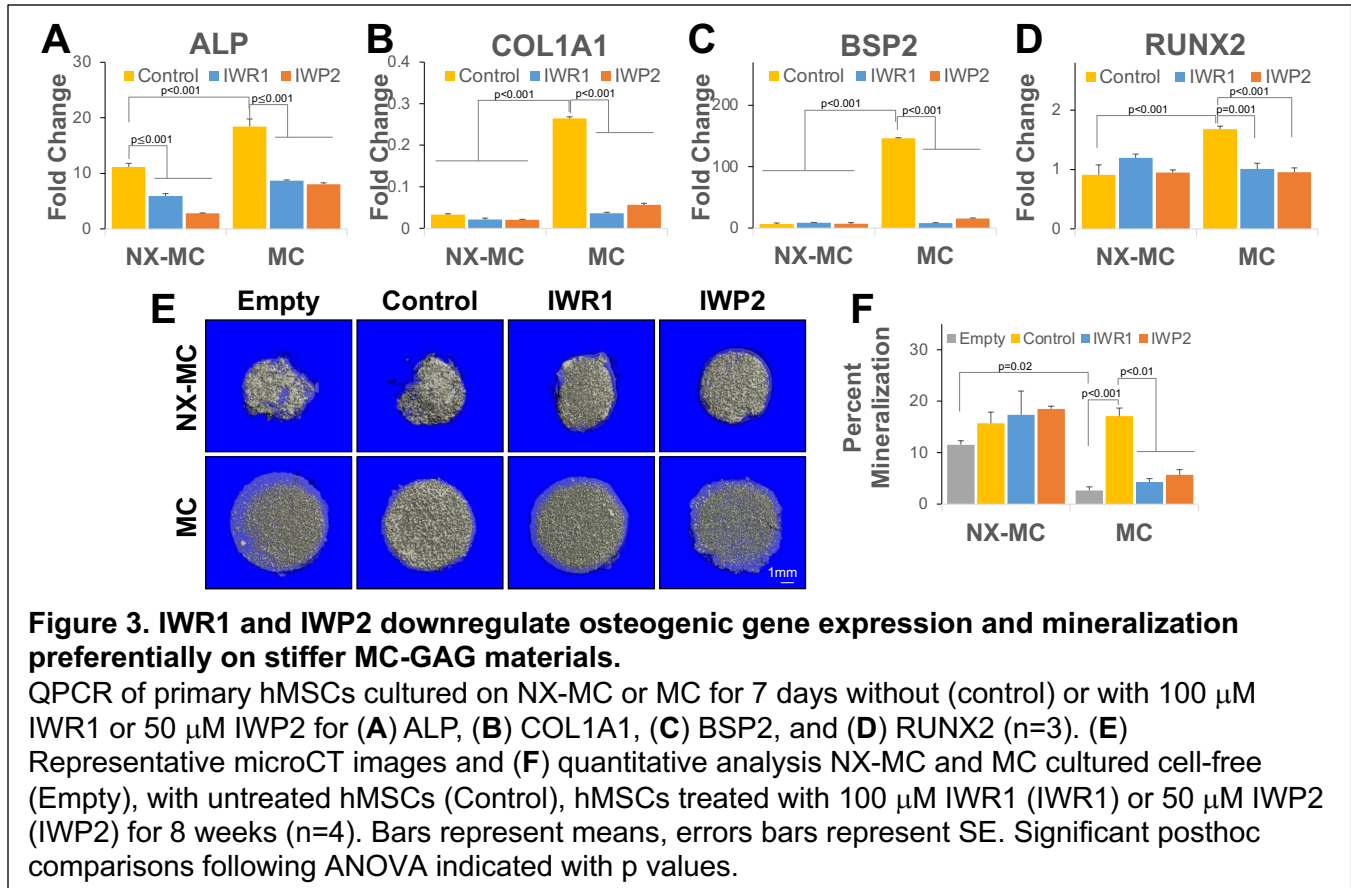 A
ALP
Fold Change
30
20
10
0
Control IWR1 IWP2
p<0.001
p≤0.001
p≤0.001
NX-MC MC
B
COL1A1
Fold Change
0.4
0.3
0.2
0.1
0
Control IWR1 IWP2
p<0.001
p<0.001
NX-MC MC
C
BSP2
Fold Change
200
100
0
Control IWR1 IWP2
p<0.001
p<0.001
NX-MC MC
D
RUNX2
Fold Change
2
1
0
Control IWR1 IWP2
p<0.001
p<0.001
p=0.001
NX-MC MC
E
Empty Control IWR1 IWP2
NX-MC
MC
1mm
F
Percent
Mineralization
30
20
10
0
Empty Control IWR1 IWP2
p=0.02
p<0.01
p<0.001
NX-MC MC
Figure 3. IWR1 and IWP2 downregulate osteogenic gene expression and mineralization
preferentially on stiffer MC-GAG materials.
QPCR of primary hMSCs cultured on NX-MC or MC for 7 days without (control) or with 100 μM
IWR1 or 50 μM IWP2 for (A) ALP, (B) COL1A1, (C) BSP2, and (D) RUNX2 (n=3). (E)
Representative microCT images and (F) quantitative analysis NX-MC and MC cultured cell-free
(Empty), with untreated hMSCs (Control), hMSCs treated with 100 μM IWR1 (IWR1) or 50 μM IWP2
(IWP2) for 8 weeks (n=4). Bars represent means, errors bars represent SE. Significant posthoc
comparisons following ANOVA indicated with p values.